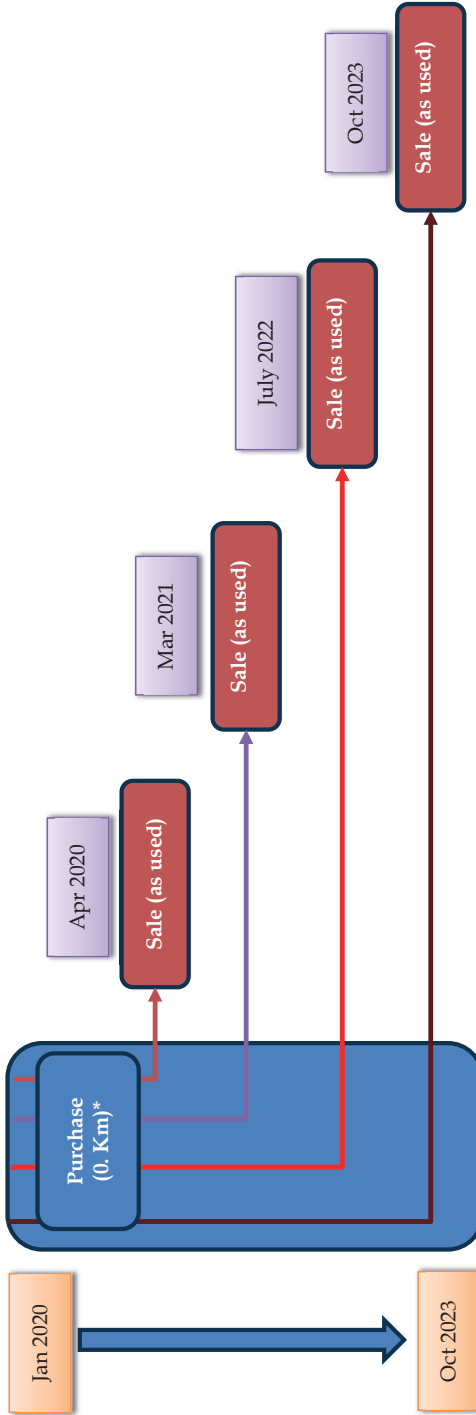 Jan 2020
Oct 2023
Purchase
(0. Km)*
Apr 2020
Sale (as used)
Mar 2021
Sale (as used)
July 2022
Sale (as used)
Oct 2023
Sale (as used)